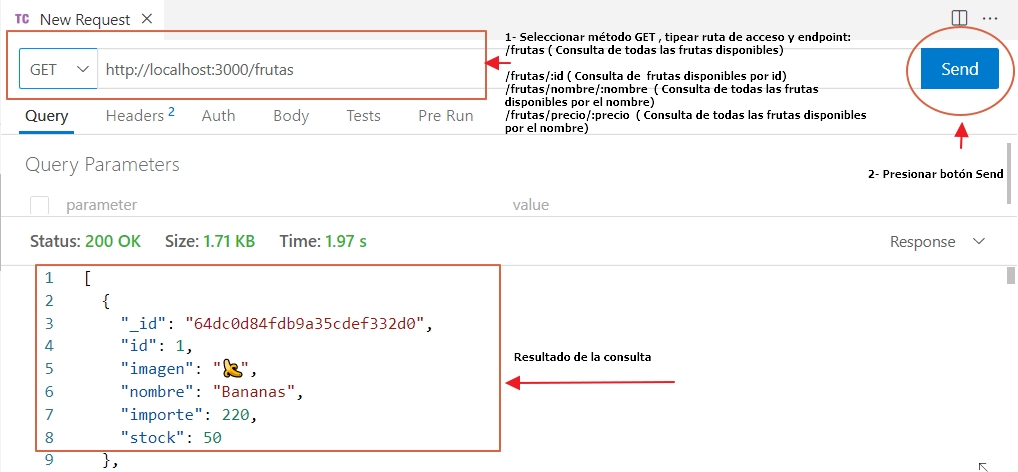 TC New Request ×
1- Seleccionar método GET , tipear ruta de acceso y endpoint:
/frutas ( Consulta de todas las frutas disponibles)
GET http://localhost:3000/frutas
Send
/frutas/:id ( Consulta de  frutas disponibles por id)
/frutas/nombre/:nombre  ( Consulta de todas las frutas
disponibles por el nombre)
/frutas/precio/:precio  ( Consulta de todas las frutas disponibles
por el nombre)
Query Headers 2 Auth Body Tests Pre Run
Query Parameters
2- Presionar botón Send
parameter value
Status: 200 OK Size: 1.71 KB Time: 1.97 s Response
1 [
2 {
3 "_id": "64dc0d84fdb9a35cdef332d0",
4 "id": 1,
5 "imagen": "🍌",
6 "nombre": "Bananas",
7 "importe": 220,
8 "stock": 50
9 },
Resultado de la consulta